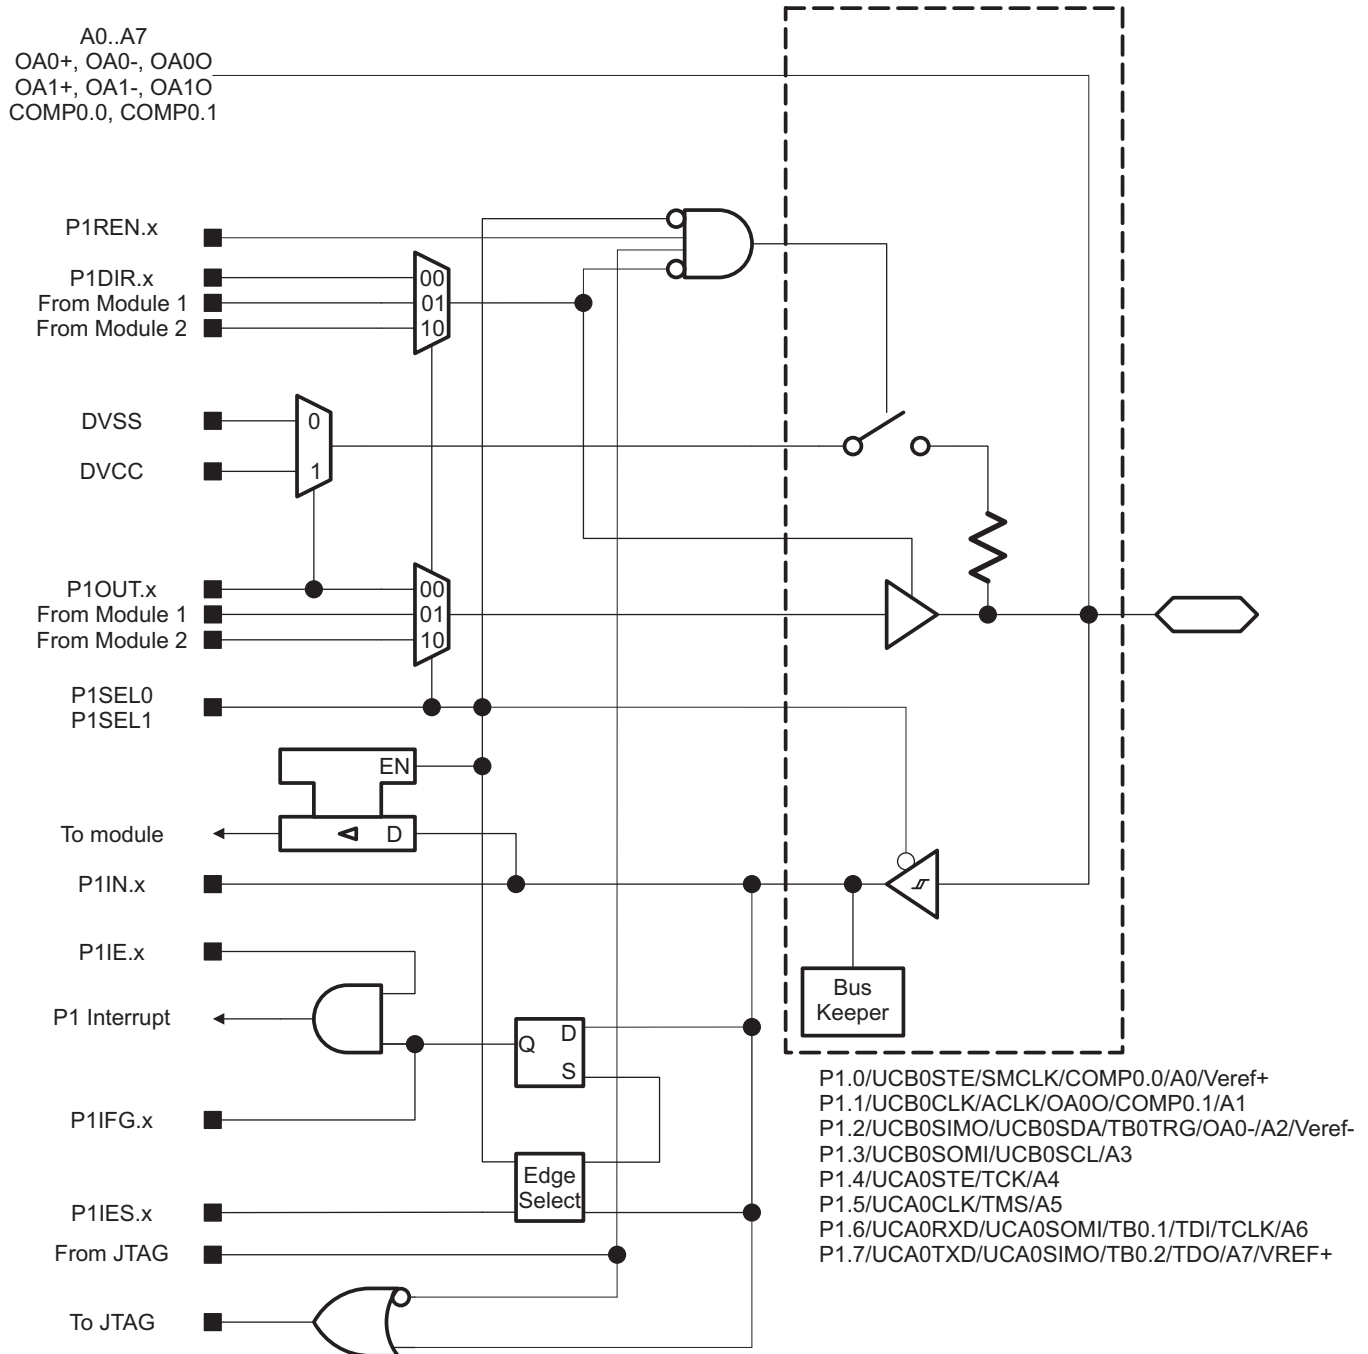 A0..A7
OA0+, OA0-, OA0O
OA1+, OA1-, OA1O
COMP0.0, COMP0.1
P1REN.x
P1DIR.x
From Module 1
From Module 2
00
01
10
DVSS
DVCC
0
1
P1OUT.x
From Module 1
From Module 2
00
01
10
P1SEL0
P1SEL1
EN
To module
D
P1IN.x
P1IE.x
Bus
Keeper
P1 Interrupt
Q
D
S
P1IFG.x
Edge
Select
P1IES.x
From JTAG
To JTAG
P1.0/UCB0STE/SMCLK/COMP0.0/A0/Veref+
P1.1/UCB0CLK/ACLK/OA0O/COMP0.1/A1
P1.2/UCB0SIMO/UCB0SDA/TB0TRG/OA0-/A2/Veref-
P1.3/UCB0SOMI/UCB0SCL/A3
P1.4/UCA0STE/TCK/A4
P1.5/UCA0CLK/TMS/A5
P1.6/UCA0RXD/UCA0SOMI/TB0.1/TDI/TCLK/A6
P1.7/UCA0TXD/UCA0SIMO/TB0.2/TDO/A7/VREF+